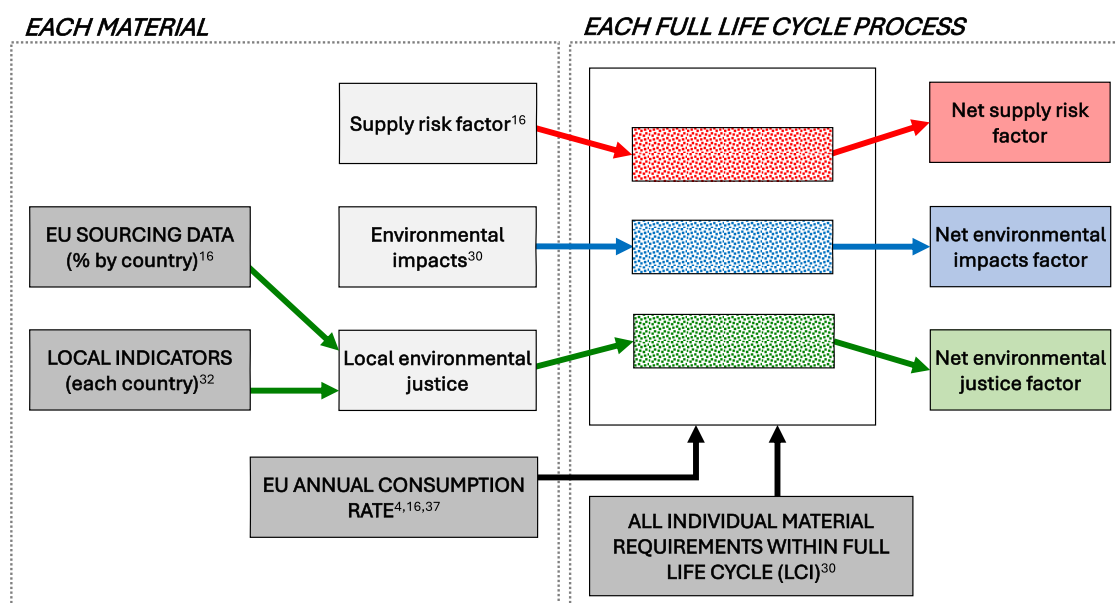 EACH MATERIAL
EACH FULL LIFE CYCLE PROCESS
Supply risk factor¹⁶
Net supply risk
factor
EU SOURCING DATA
(% by country)¹⁶
Environmental
impacts³⁰
Net environmental
impacts factor
LOCAL INDICATORS
(each country)³²
Local environmental
justice
Net environmental
justice factor
EU ANNUAL CONSUMPTION
RATE⁴,¹⁶,³⁷
ALL INDIVIDUAL MATERIAL
REQUIREMENTS WITHIN FULL
LIFE CYCLE (LCI)³⁰